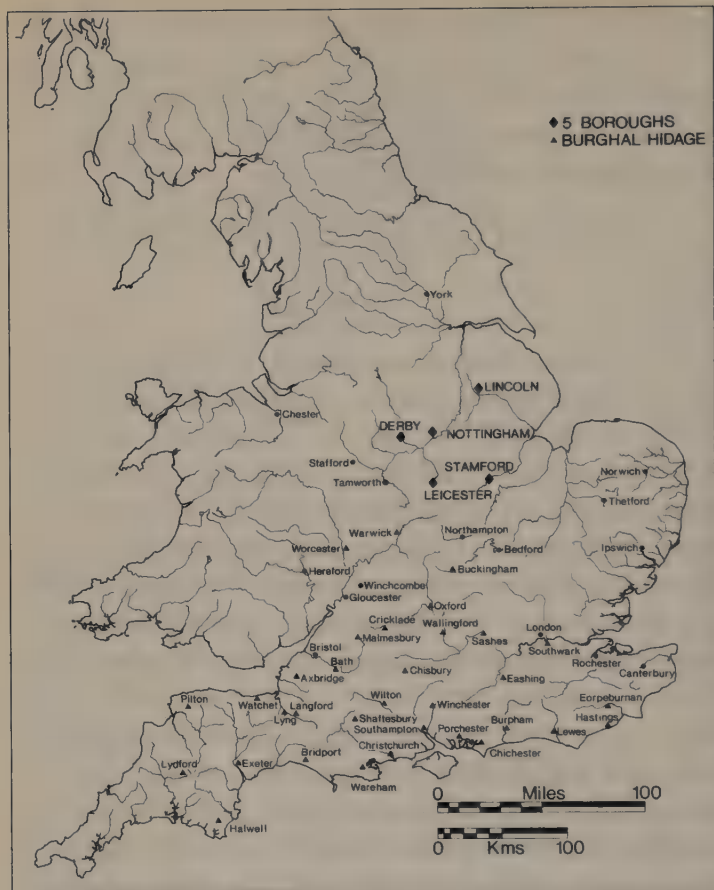 5 BOROUGHS
BURGHAL HIDAGE
York
LINCOLN
Chester
DERBY
NOTTINGHAM
Stafford
STAMFORD
Norwich
Tamworth
LEICESTER
Thetford
Warwick
Northampton
Worcester
Bedford
Ipswich
Hereford
Buckingham
Winchcombe
Gloucester
Oxford
Cricklade
Wallingford
London
Malmesbury
Sashes
Southwark
Bristol
Rochester
Bath
Chisbury
Canterbury
Axbridge
Eashing
Pilton
Wilton
Eorpeburnan
Watchet
Langford
Winchester
Lyng
Shaftesbury
Hastings
Southampton
Porchester
Burpham
Lewes
Bridport
Christchurch
Chichester
Lydford
Exeter
Wareham
0 Miles 100
Halwell
0 Kms 100